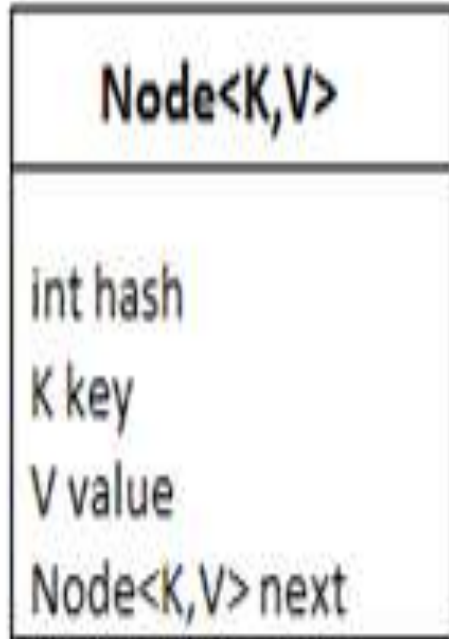 Node<K,V>
int hash
K key
V value
Node<K,V> next